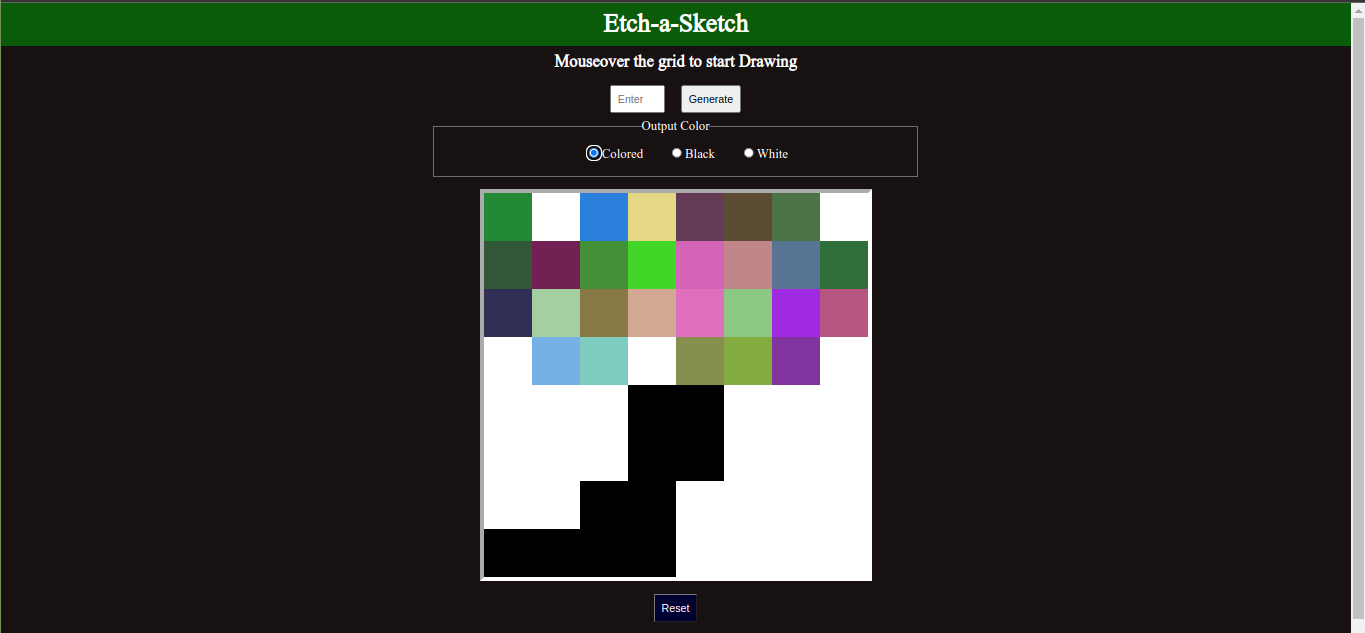 Etch-a-Sketch
Mouseover the grid to start Drawing
Enter Generate
Output Color
Colored Black White
Reset